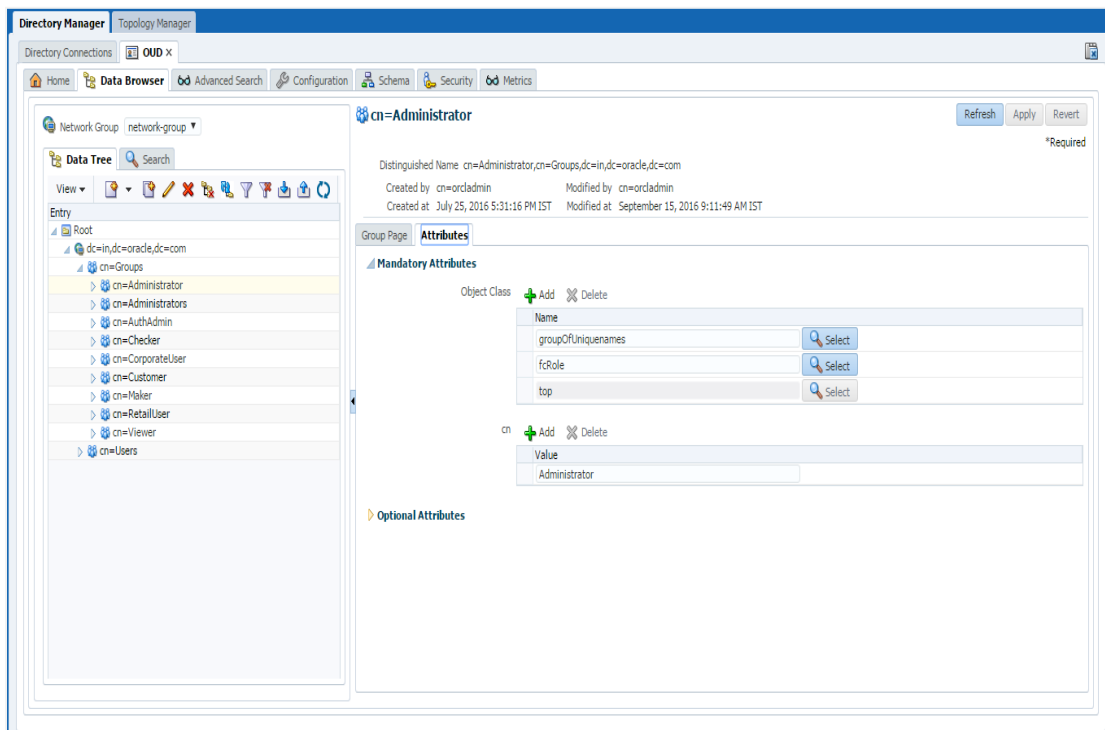 Directory Manager Topology Manager
Directory Connections OUD ×
Home Data Browser Advanced Search Configuration Schema Security Metrics
Network Group network-group
Data Tree Search
View
Entry
Root
dc=in,dc=oracle,dc=com
cn=Groups
cn=Administrator
cn=Administrators
cn=AuthAdmin
cn=Checker
cn=CorporateUser
cn=Customer
cn=Maker
cn=RetailUser
cn=Viewer
cn=Users
cn=Administrator Refresh Apply Revert
*Required
Distinguished Name cn=Administrator,cn=Groups,dc=in,dc=oracle,dc=com
Created by cn=orcladmin Modified by cn=orcladmin
Created at July 25, 2016 5:31:16 PM IST Modified at September 15, 2016 9:11:49 AM IST
Group Page Attributes
Mandatory Attributes
Object Class Add Delete
Name
groupOfUniquenames Select
fcRole Select
top Select
cn Add Delete
Value
Administrator
Optional Attributes